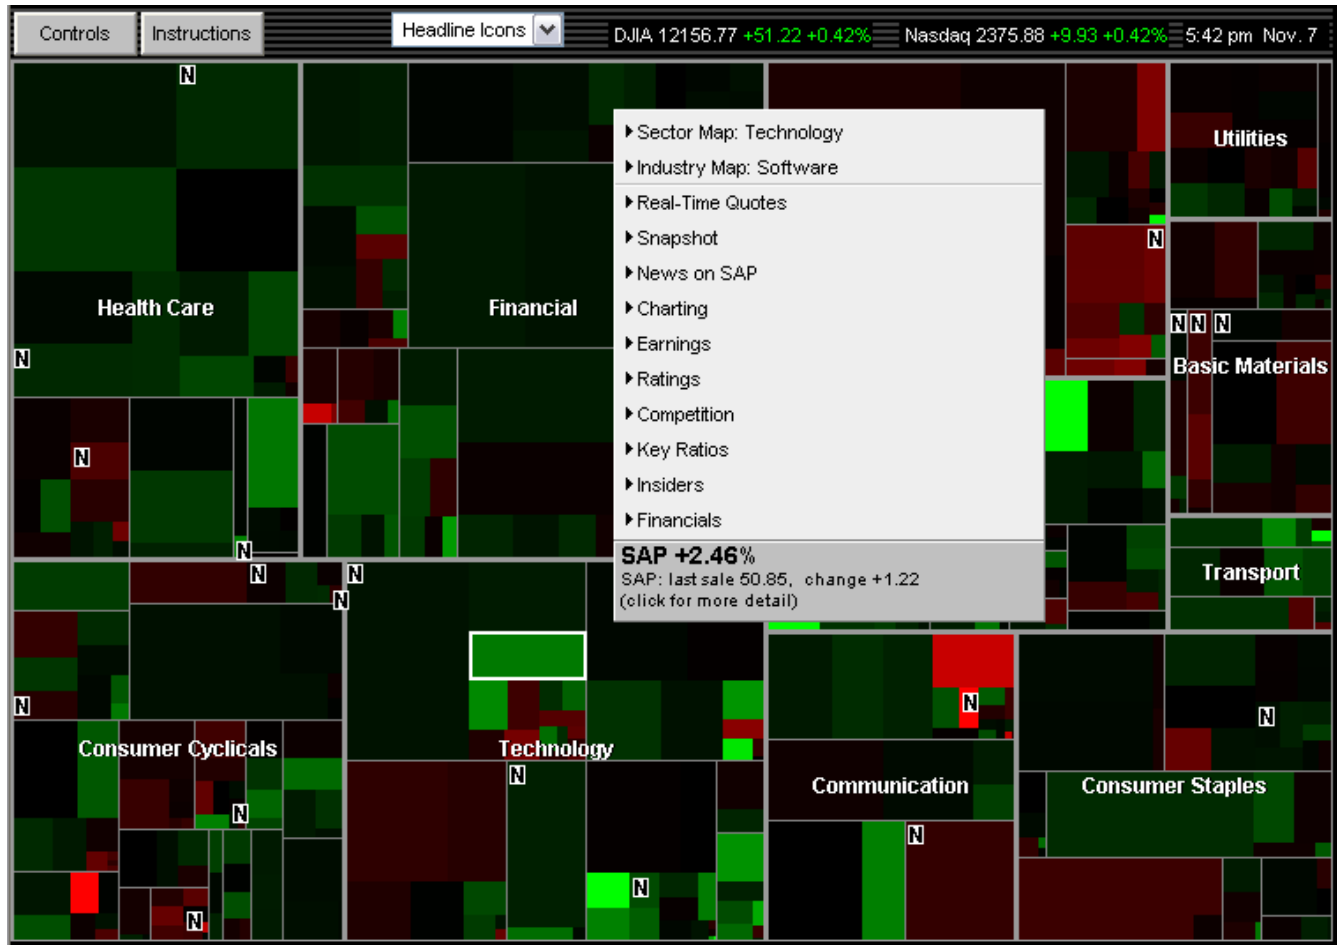 Controls
Instructions
Headline Icons
DJIA 12156.77 +51.22 +0.42%
Nasdaq 2375.88 +9.93 +0.42%
5:42 pm Nov. 7
N
Utilities
Sector Map: Technology
Industry Map: Software
Real-Time Quotes
Snapshot
News on SAP
Charting
Earnings
Ratings
Competition
Key Ratios
Insiders
Financials
SAP +2.46%
SAP: last sale 50.85, change +1.22
(click for more detail)
N
Health Care
Financial
N N N
N
Basic Materials
N
N
Transport
N
N
N
N
N
N
Consumer Cyclicals
Technology
N
Communication
Consumer Staples
N
N
N
N